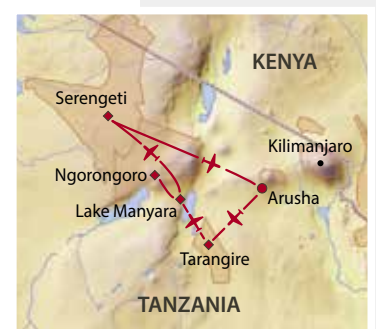 KENYA
Serengeti
Kilimanjaro
Ngorongoro
Arusha
Lake Manyara
Tarangire
TANZANIA